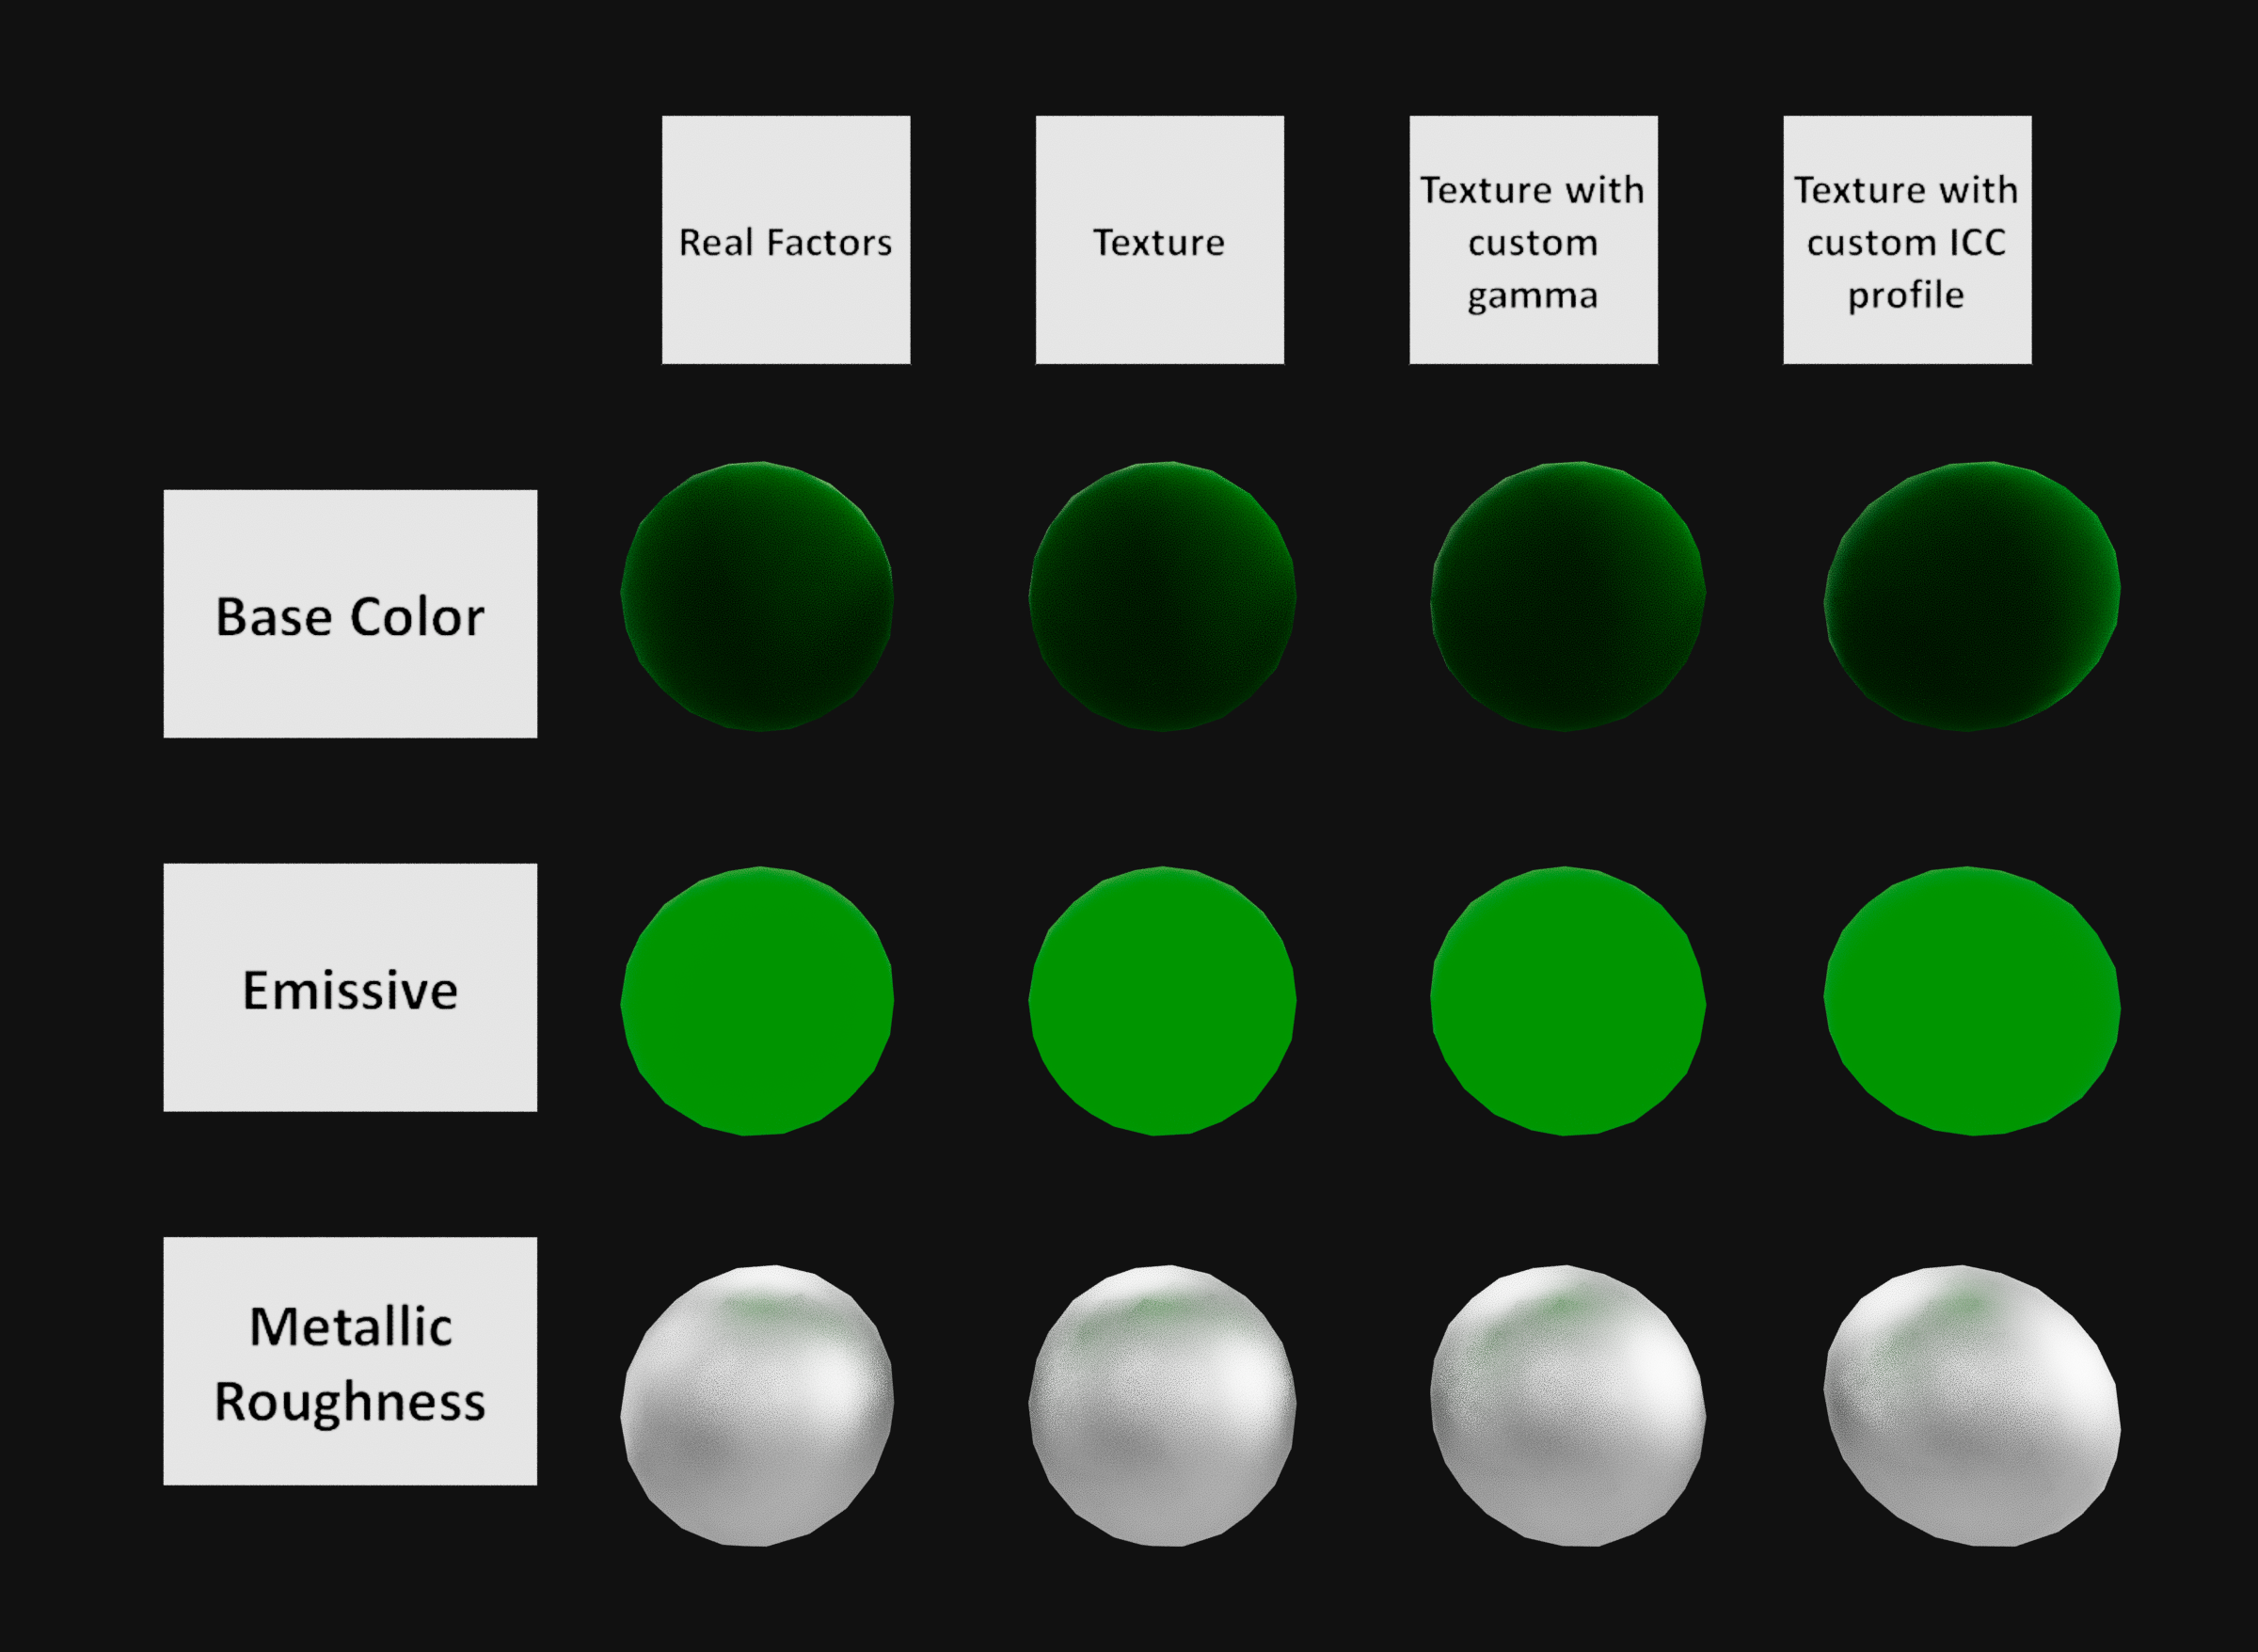 Real Factors
Texture
Texture with
custom
gamma
Texture with
custom ICC
profile
Base Color
Emissive
Metallic
Roughness